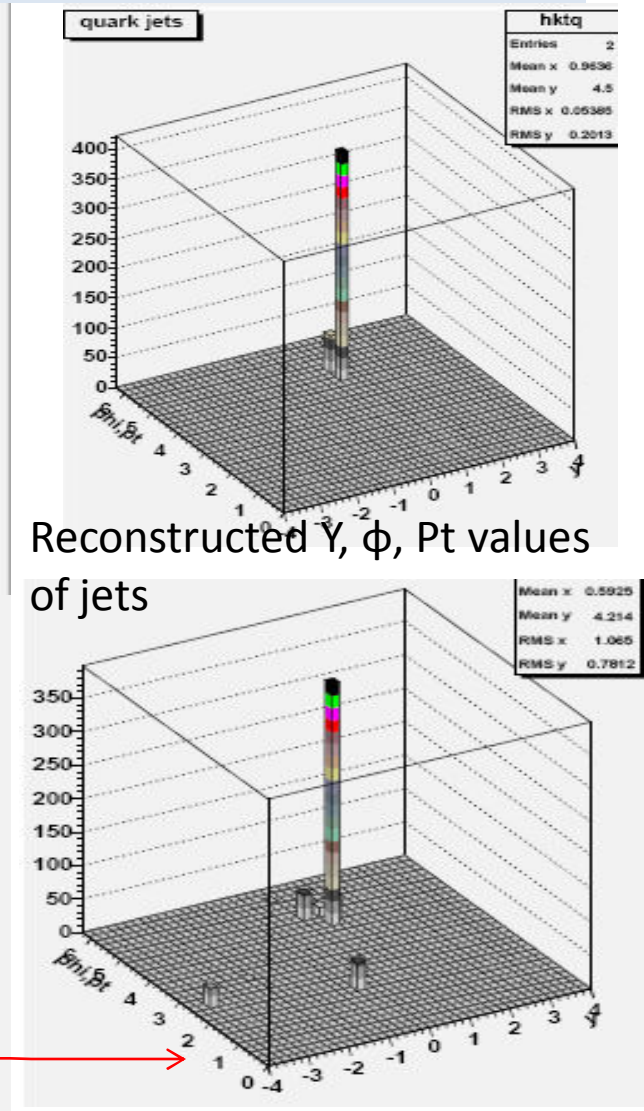 quark jets
hktq
Entries 2
Mean x 0.9636
Mean y 4.5
RMS x 0.05385
RMS y 0.2013
400
350
300
250
200
150
100
50
0
phi,pt
4
3
2
1
-3
-2
-1
0
1
2
3
4
Reconstructed Y, φ, Pt values
of jets
Mean x 0.5925
Mean y 4.214
RMS x 1.065
RMS y 0.7812
350
300
250
200
150
100
50
0
phi,pt
4
3
2
1
0
-4
-3
-2
-1
0
1
2
3
4